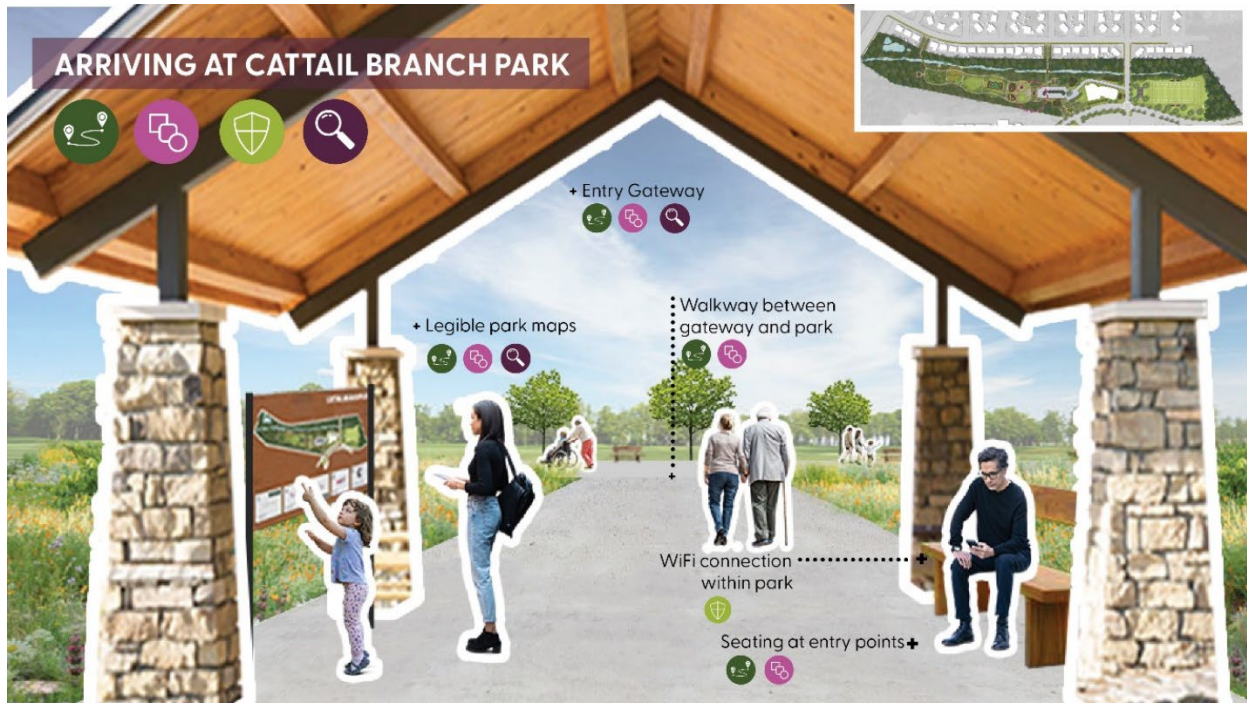 ARRIVING AT CATTAIL BRANCH PARK
+ Entry Gateway
+ Legible park maps
Walkway between
gateway and park
WiFi connection
within park
Seating at entry points+